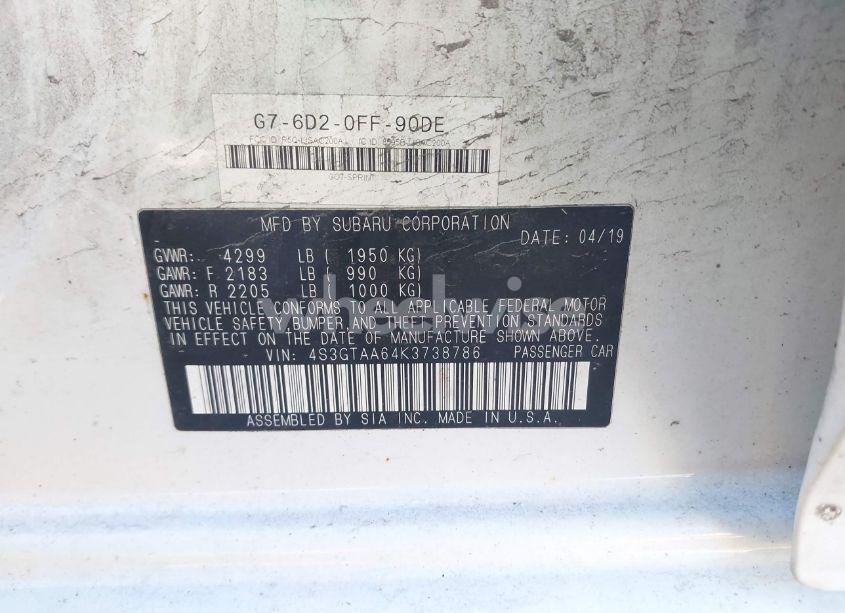 G7-6D2-0FF-90DE
GOT-SPRINT
MFD BY SUBARU CORPORATION
DATE: 04/19
GVWR: 4299 LB ( 1950 KG)
GAWR: F 2183 LB ( 990 KG)
GAWR: R 2205 LB ( 1000 KG)
THIS VEHICLE CONFORMS TO ALL APPLICABLE FEDERAL MOTOR
VEHICLE SAFETY,BUMPER,AND THEFT PREVENTION STANDARDS
IN EFFECT ON THE DATE OF MANUFACTURE SHOWN ABOVE.
VIN: 4S3GTAA64K3738786 PASSENGER CAR
ASSEMBLED BY SIA INC. MADE IN U.S.A.
wheelwise